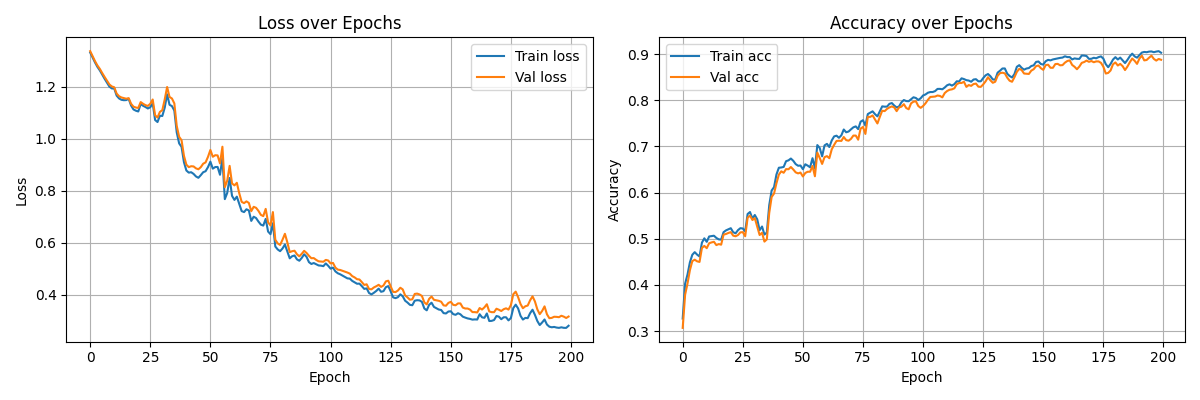 Loss over Epochs
Train loss
Val loss
Loss
1.2
1.0
0.8
0.6
0.4
0 25 50 75 100 125 150 175 200
Epoch
Accuracy over Epochs
Train acc
Val acc
Accuracy
0.9
0.8
0.7
0.6
0.5
0.4
0.3
0 25 50 75 100 125 150 175 200
Epoch